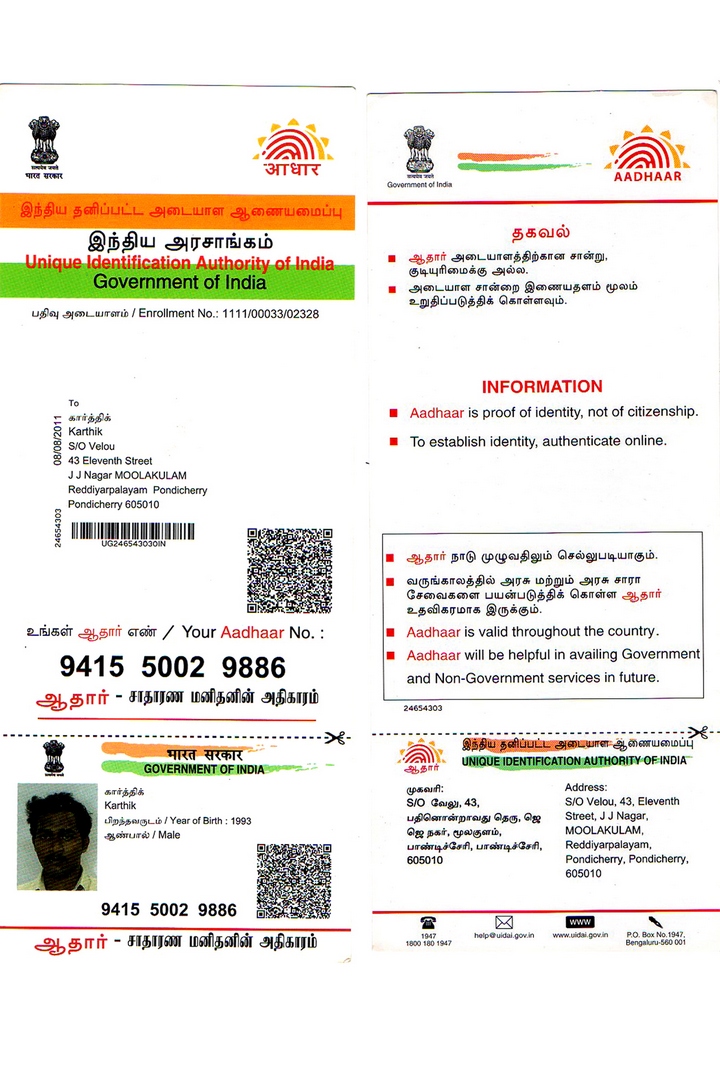 सत्यमेव जयते
भारत सरकार
आधार
இந்திய தனிப்பட்ட அடையாள ஆணையமைப்பு
இந்திய அரசாங்கம்
Unique Identification Authority of India
Government of India
பதிவு அடையாளம் / Enrollment No.: 1111/00033/02328
08/08/2011
To
கார்த்திக்
Karthik
S/O Velou
43 Eleventh Street
J J Nagar MOOLAKULAM
Reddiyarpalayam Pondicherry
Pondicherry 605010
24654303
UG246543030IN
உங்கள் ஆதார் எண் / Your Aadhaar No. :
9415 5002 9886
ஆதார் - சாதாரண மனிதனின் அதிகாரம்
भारत सरकार
GOVERNMENT OF INDIA
கார்த்திக்
Karthik
பிறந்தவருடம் / Year of Birth : 1993
ஆண்பால் / Male
9415 5002 9886
ஆதார் - சாதாரண மனிதனின் அதிகாரம்
सत्यमेव जयते
Government of India
AADHAAR
தகவல்
ஆதார் அடையாளத்திற்கான சான்று,
குடியுரிமைக்கு அல்ல.
அடையாள சான்றை இணையதளம் மூலம்
உறுதிப்படுத்திக் கொள்ளவும்.
INFORMATION
Aadhaar is proof of identity, not of citizenship.
To establish identity, authenticate online.
ஆதார் நாடு முழுவதிலும் செல்லுபடியாகும்.
வருங்காலத்தில் அரசு மற்றும் அரசு சாரா
சேவைகளை பயன்படுத்திக் கொள்ள ஆதார்
உதவிகரமாக இருக்கும்.
Aadhaar is valid throughout the country.
Aadhaar will be helpful in availing Government
and Non-Government services in future.
24654303
ஆதார்
இந்திய தனிப்பட்ட அடையாள ஆணையமைப்பு
UNIQUE IDENTIFICATION AUTHORITY OF INDIA
முகவரி:
S/O வேலு, 43,
பதினொன்றாவது தெரு, ஜெ
ஜெ நகர், மூலகுளம்,
பாண்டிச்சேரி, பாண்டிச்சேரி,
605010
Address:
S/O Velou, 43, Eleventh
Street, J J Nagar,
MOOLAKULAM,
Reddiyarpalayam,
Pondicherry, Pondicherry,
605010
1947
1800 180 1947
help@uidai.gov.in
www
www.uidai.gov.in
P.O. Box No.1947,
Bengaluru-560 001